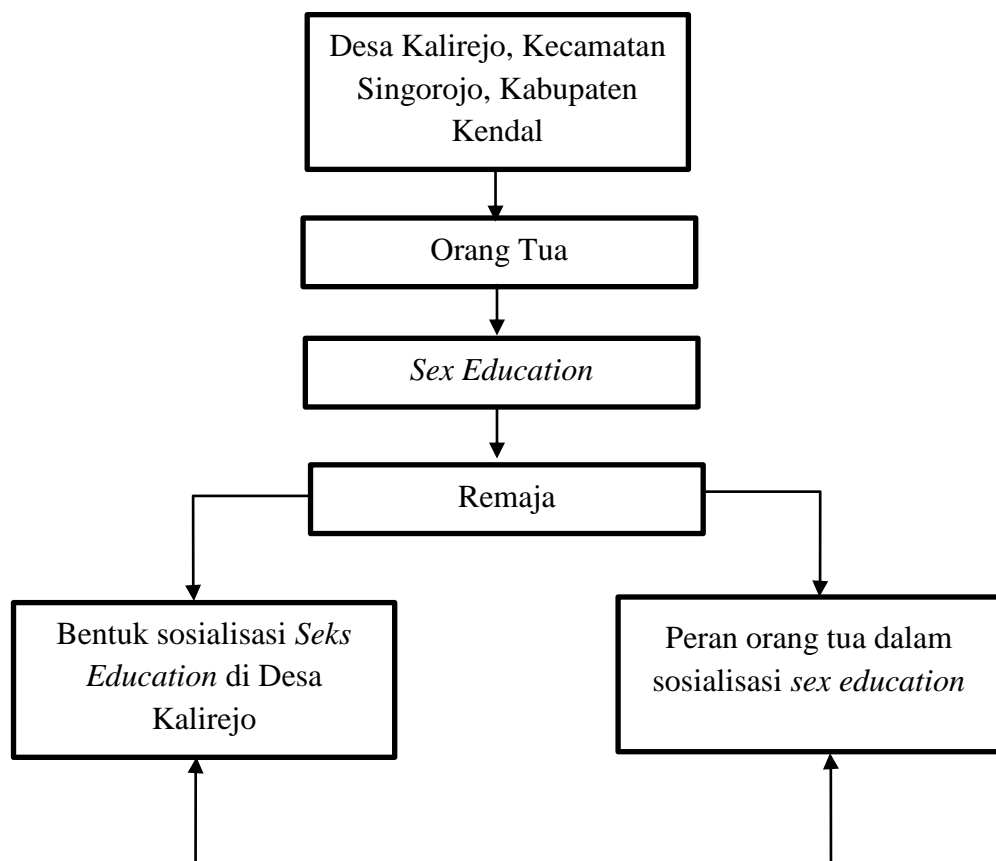 Desa Kalirejo, Kecamatan
Singorojo, Kabupaten
Kendal
Orang Tua
Sex Education
Remaja
Bentuk sosialisasi Seks
Education di Desa
Kalirejo
Peran orang tua dalam
sosialisasi sex education